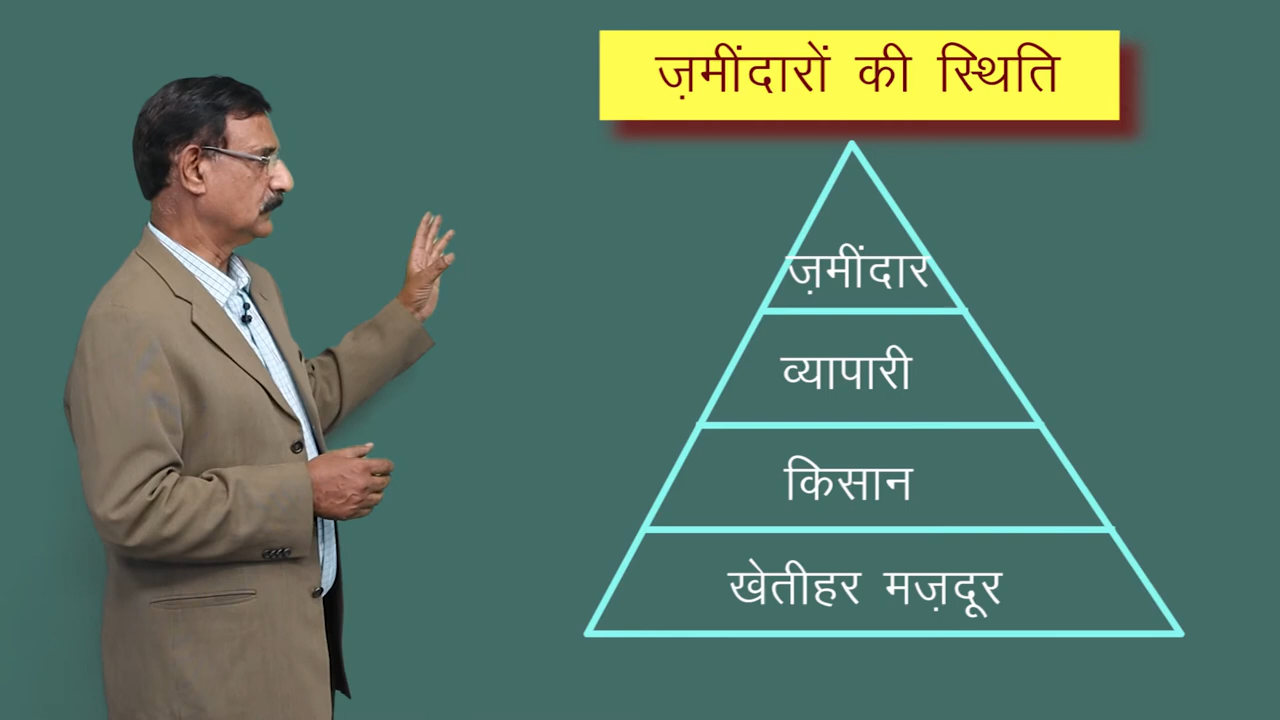 ज़मींदारों की स्थिति
ज़मींदार
व्यापारी
किसान
खेतीहर मज़दूर